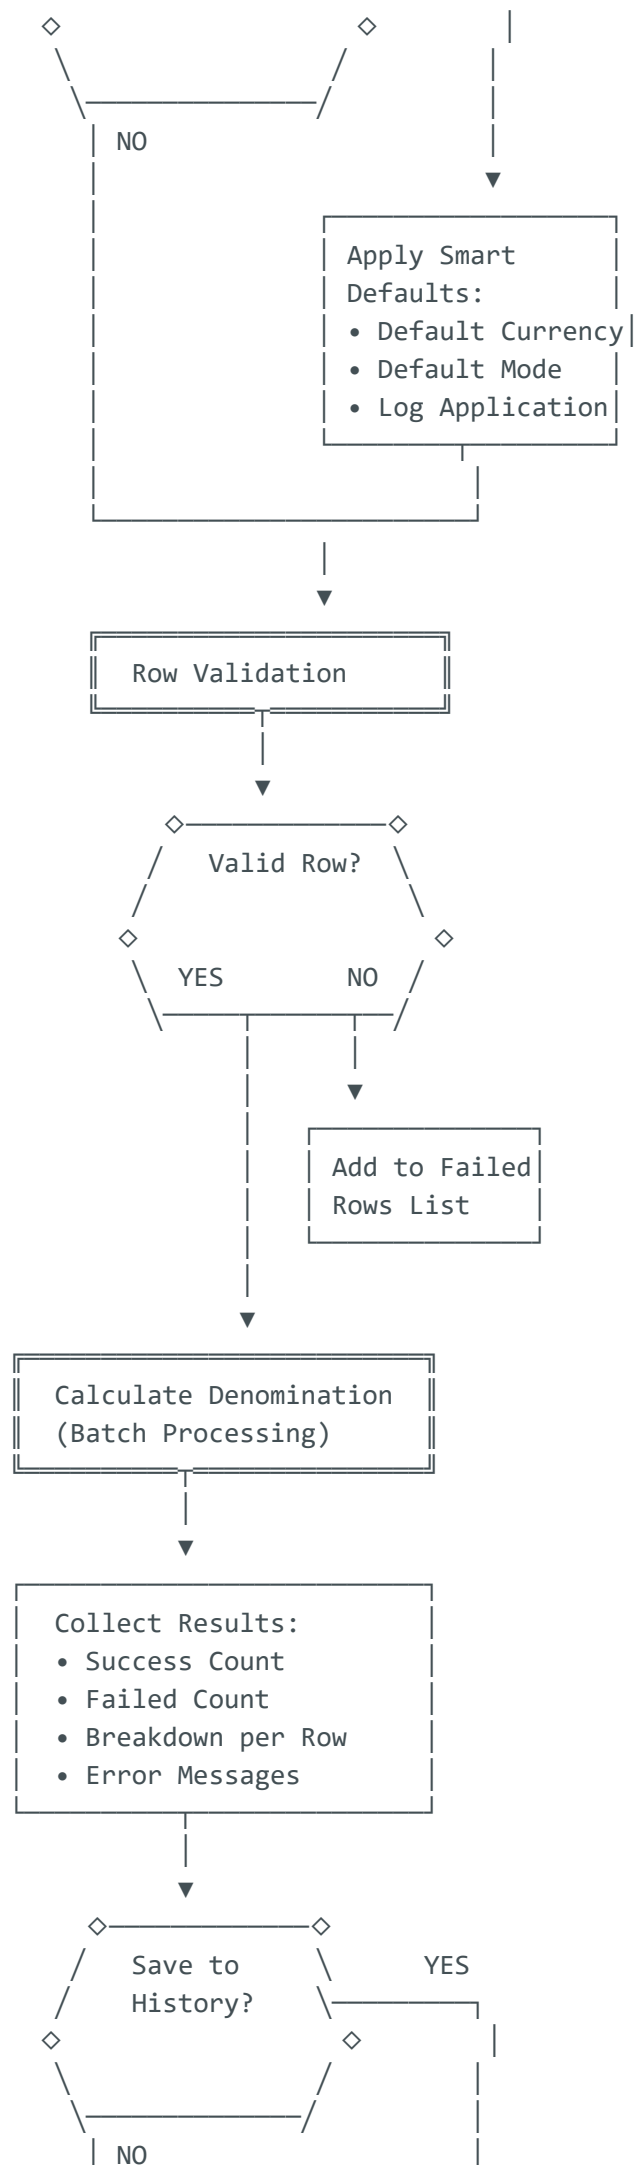 NO
Apply Smart
Defaults:
• Default Currency
• Default Mode
• Log Application
Row Validation
Valid Row?
YES NO
Add to Failed
Rows List
Calculate Denomination
(Batch Processing)
Collect Results:
• Success Count
• Failed Count
• Breakdown per Row
• Error Messages
Save to YES
History?
NO